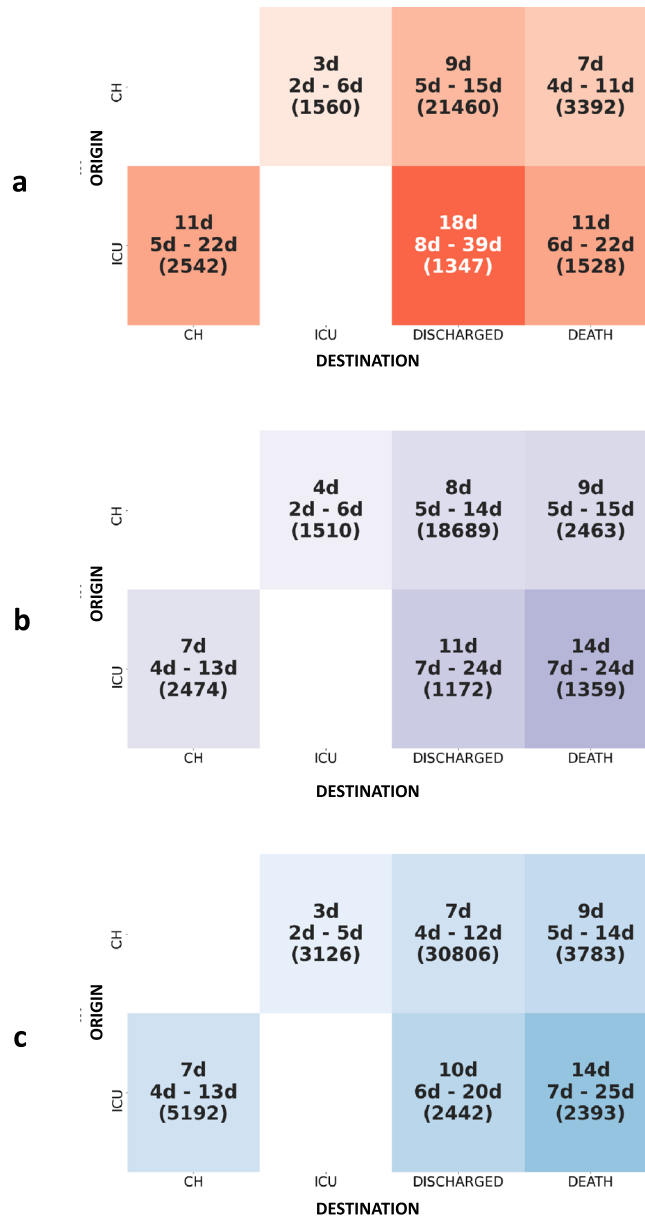 a
ORIGIN
CH
3d
2d - 6d
(1560)
9d
5d - 15d
(21460)
7d
4d - 11d
(3392)
ICU
11d
5d - 22d
(2542)
18d
8d - 39d
(1347)
11d
6d - 22d
(1528)
CH
ICU
DISCHARGED
DEATH
DESTINATION
b
ORIGIN
CH
4d
2d - 6d
(1510)
8d
5d - 14d
(18689)
9d
5d - 15d
(2463)
ICU
7d
4d - 13d
(2474)
11d
7d - 24d
(1172)
14d
7d - 24d
(1359)
CH
ICU
DISCHARGED
DEATH
DESTINATION
c
ORIGIN
CH
3d
2d - 5d
(3126)
7d
4d - 12d
(30806)
9d
5d - 14d
(3783)
ICU
7d
4d - 13d
(5192)
10d
6d - 20d
(2442)
14d
7d - 25d
(2393)
CH
ICU
DISCHARGED
DEATH
DESTINATION